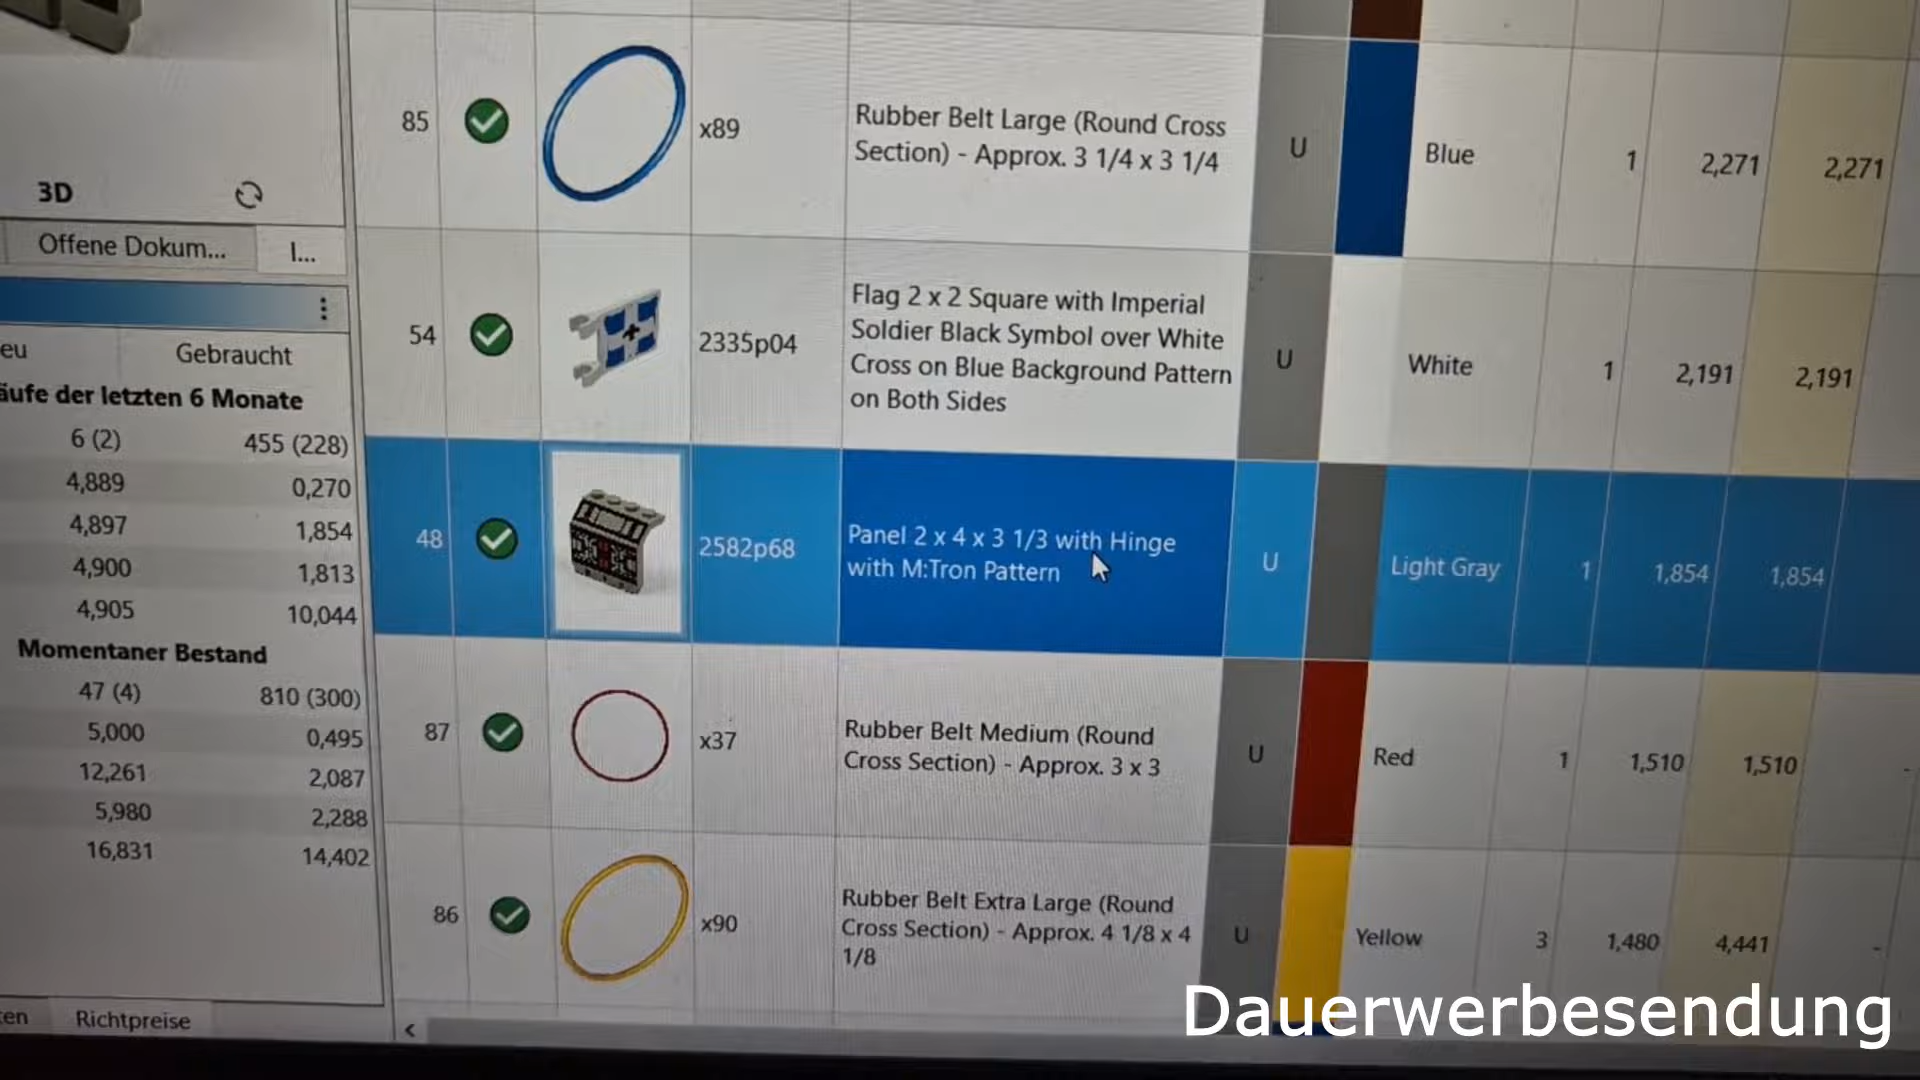 85
x89
Rubber Belt Large (Round Cross
Section) - Approx. 3 1/4 x 3 1/4
U
Blue
1
2,271
2,271
3D
Offene Dokum...
I...
54
2335p04
Flag 2 x 2 Square with Imperial
Soldier Black Symbol over White
Cross on Blue Background Pattern
on Both Sides
U
White
1
2,191
2,191
eu
Gebraucht
äufe der letzten 6 Monate
6 (2)
455 (228)
4,889
0,270
4,897
1,854
4,900
1,813
4,905
10,044
Momentaner Bestand
47 (4)
810 (300)
5,000
0,495
12,261
2,087
5,980
2,288
16,831
14,402
48
2582p68
Panel 2 x 4 x 3 1/3 with Hinge
with M:Tron Pattern
U
Light Gray
1
1,854
1,854
87
x37
Rubber Belt Medium (Round
Cross Section) - Approx. 3 x 3
U
Red
1
1,510
1,510
-
86
x90
Rubber Belt Extra Large (Round
Cross Section) - Approx. 4 1/8 x 4
1/8
U
Yellow
3
1,480
4,441
-
ten
Richtpreise
Dauerwerbesendung